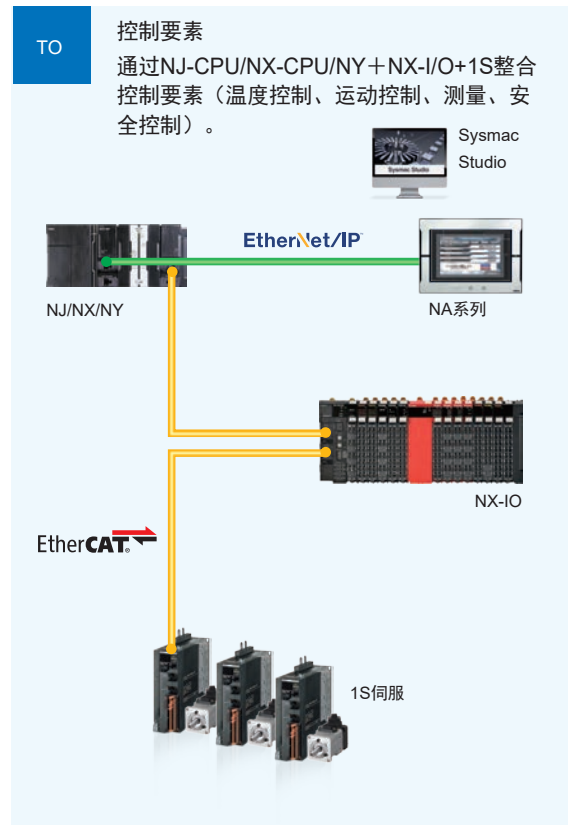 TO
控制要素
通过NJ-CPU/NX-CPU/NY＋NX-I/O+1S整合
控制要素（温度控制、运动控制、测量、安
全控制）。
Sysmac
Studio
Sysmac Studio
EtherNet/IP
NJ/NX/NY
NA系列
NX-IO
EtherCAT®
1S伺服